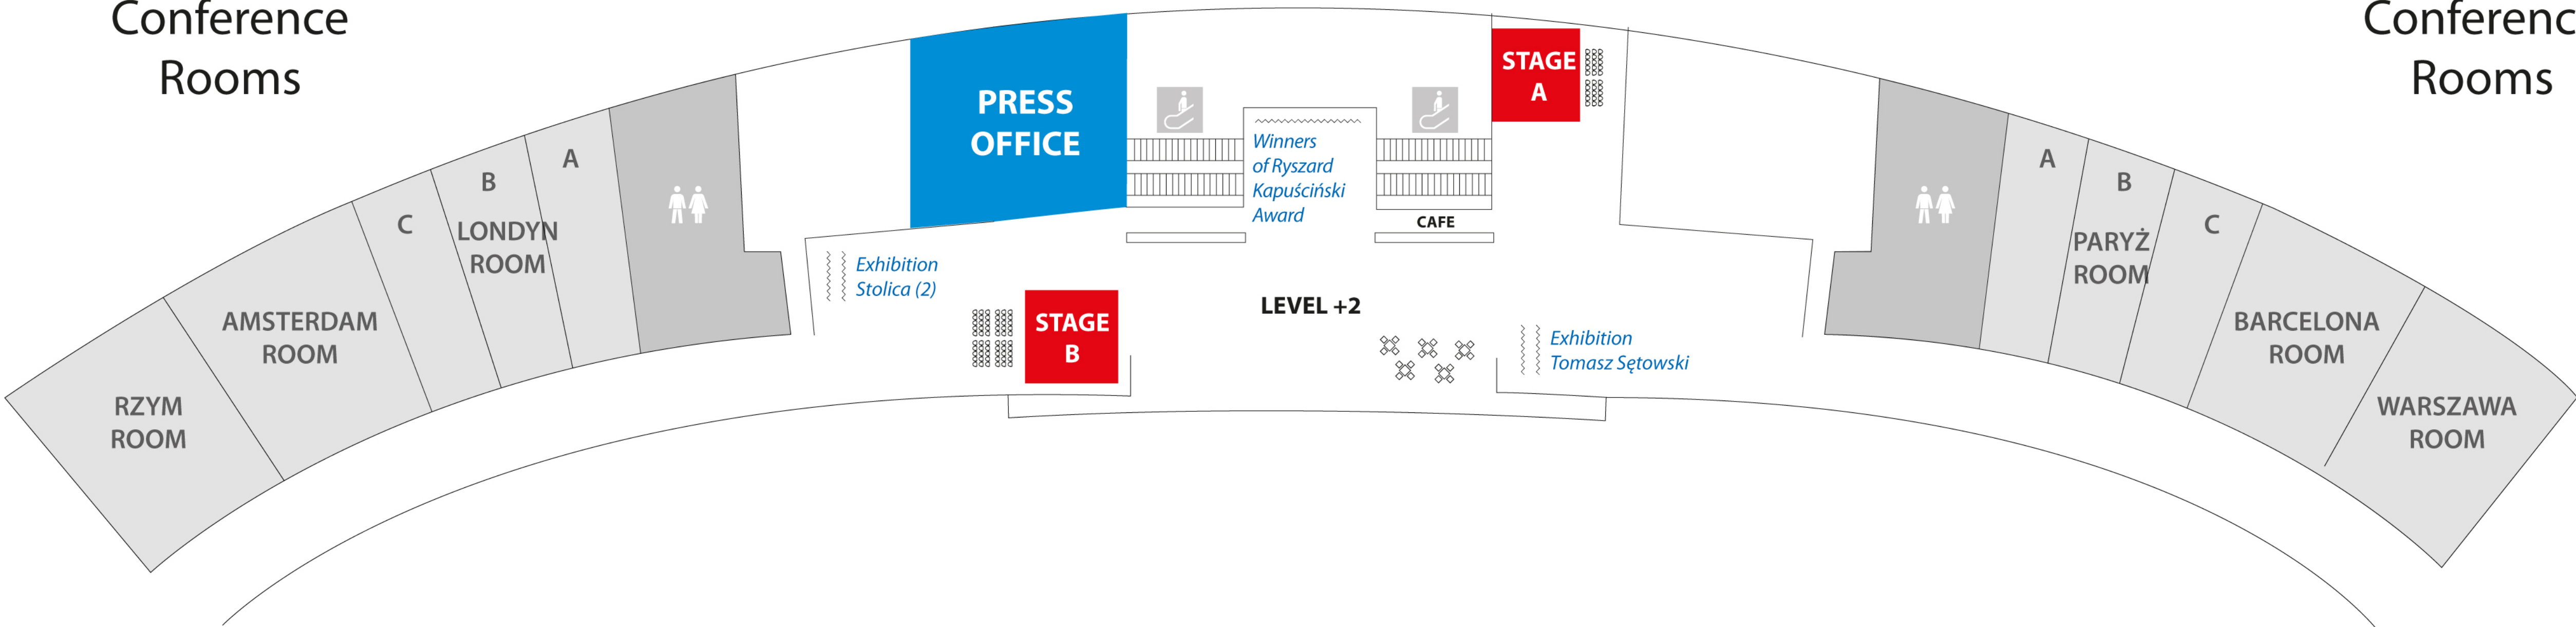 Conference
Rooms
Conferenc
Rooms
PRESS
OFFICE
STAGE
A
Winners
of Ryszard
Kapuściński
Award
CAFE
A
B
C
LONDYN
ROOM
AMSTERDAM
ROOM
RZYM
ROOM
Exhibition
Stolica (2)
STAGE
B
LEVEL +2
Exhibition
Tomasz Sętowski
A
B
C
PARYŻ
ROOM
BARCELONA
ROOM
WARSZAWA
ROOM